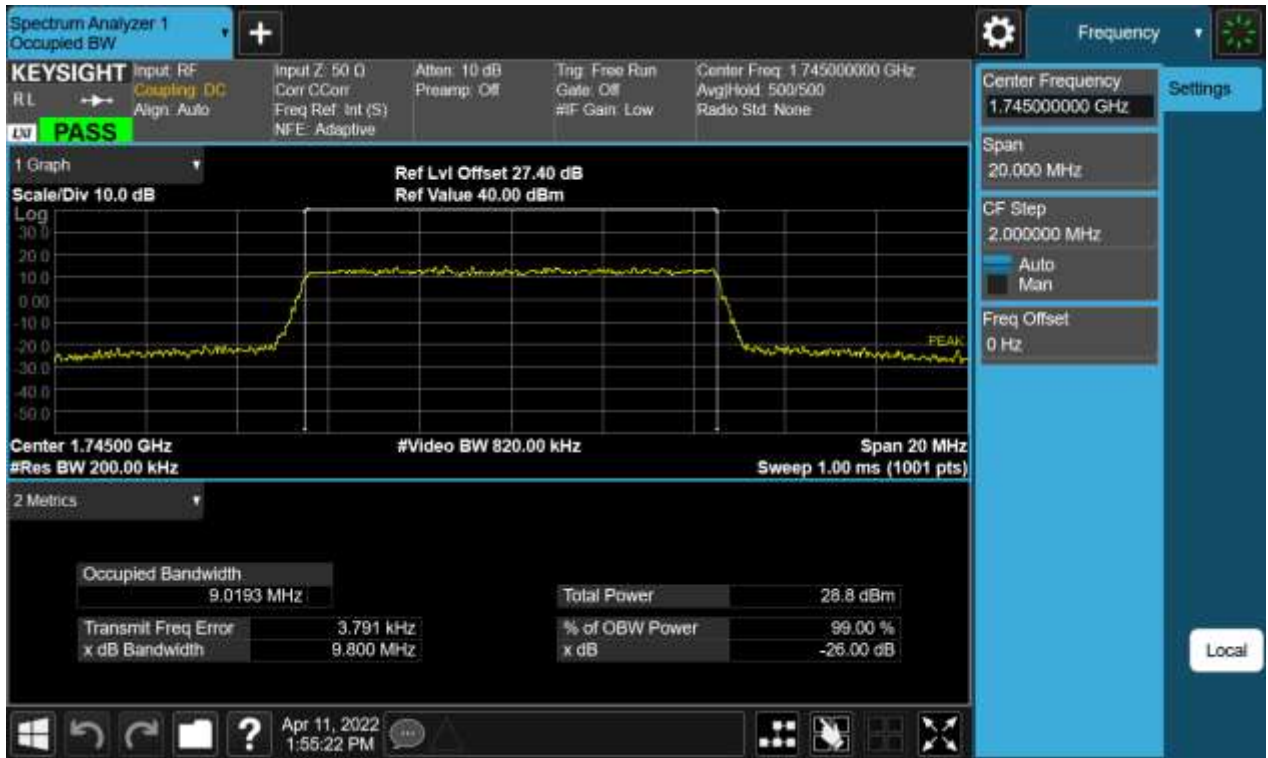 Spectrum Analyzer 1
Occupied BW
+
Frequency
KEYSIGHT
RL
LXI PASS
Input: RF
Coupling: DC
Align: Auto
Input Z: 50 Ω
Corr CCorr
Freq Ref: Int (S)
NFE: Adaptive
Atten: 10 dB
Preamp: Off
Trig: Free Run
Gate: Off
#IF Gain: Low
Center Freq: 1.745000000 GHz
Avg|Hold: 500/500
Radio Std: None
Center Frequency
1.745000000 GHz
Settings
Span
20.000 MHz
CF Step
2.000000 MHz
Auto
Man
Freq Offset
0 Hz
Local
1 Graph
Scale/Div 10.0 dB
Ref Lvl Offset 27.40 dB
Ref Value 40.00 dBm
Log
30.0
20.0
10.0
0.00
-10.0
-20.0
-30.0
-40.0
-50.0
PEAK
Center 1.74500 GHz
#Video BW 820.00 kHz
Span 20 MHz
#Res BW 200.00 kHz
Sweep 1.00 ms (1001 pts)
2 Metrics
Occupied Bandwidth
9.0193 MHz
Total Power 28.8 dBm
Transmit Freq Error 3.791 kHz
% of OBW Power 99.00 %
x dB Bandwidth 9.800 MHz
x dB -26.00 dB
?
Apr 11, 2022
1:55:22 PM